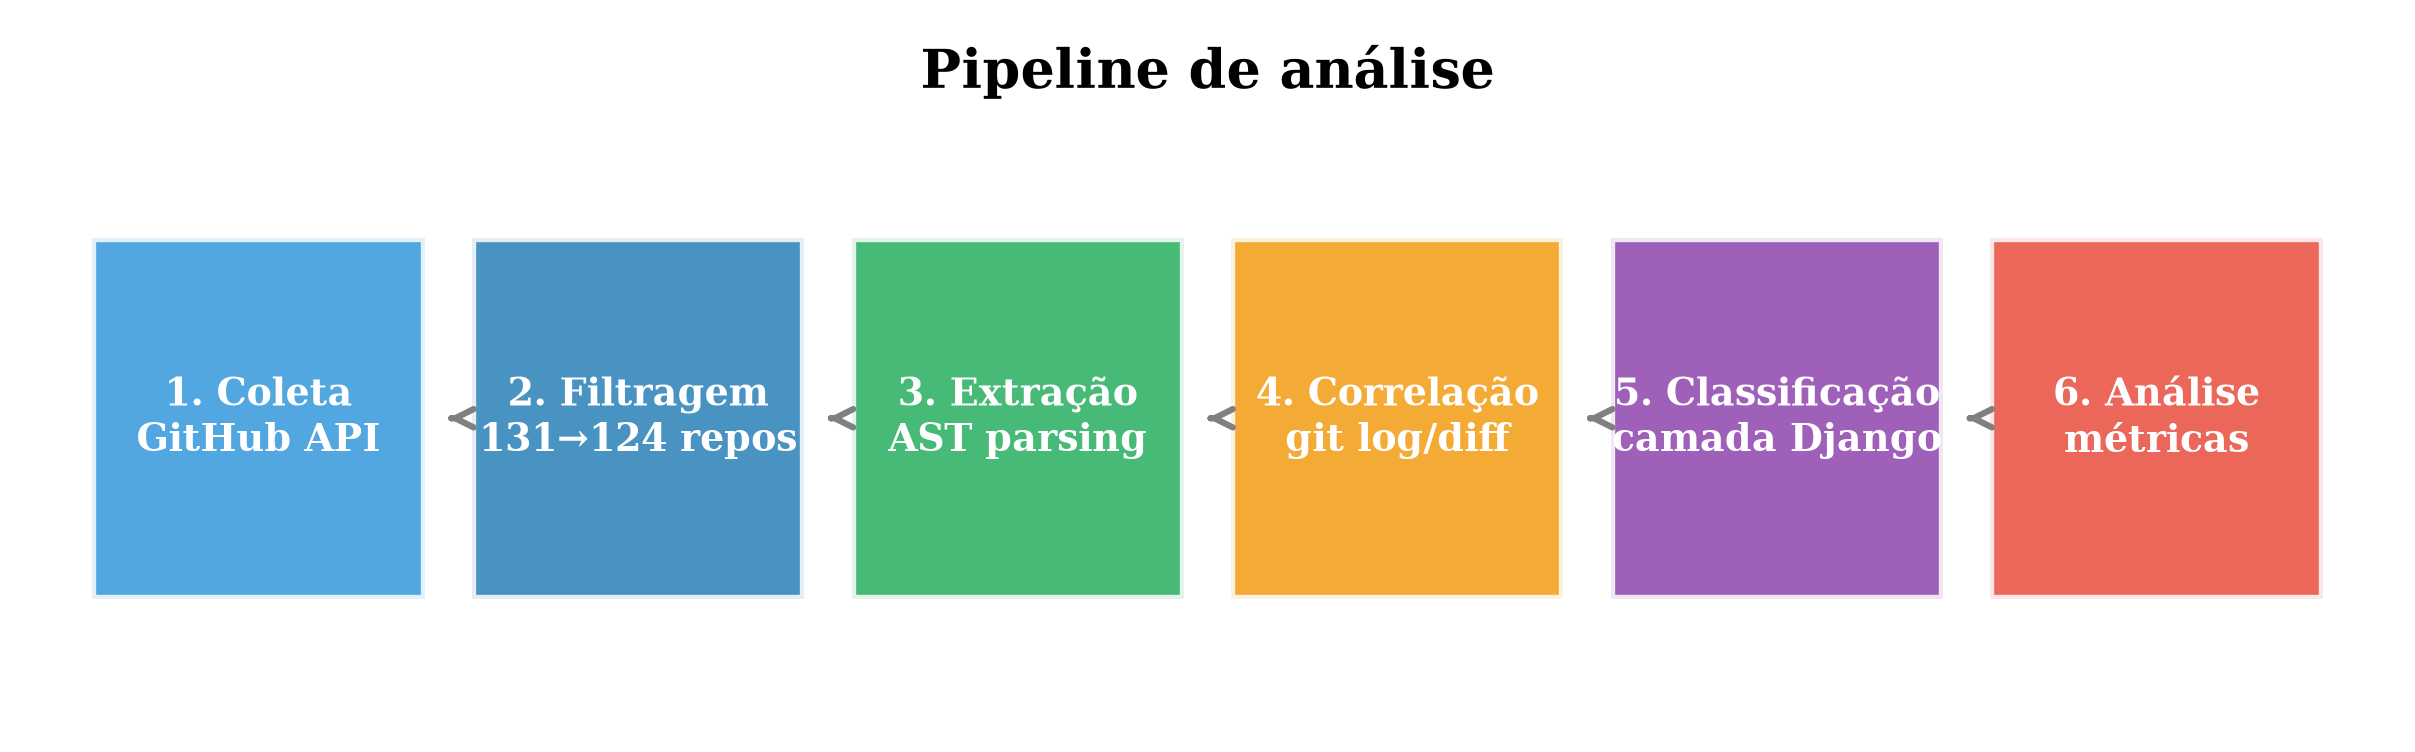 Pipeline de análise
1. Coleta
GitHub API
2. Filtragem
131→124 repos
3. Extração
AST parsing
4. Correlação
git log/diff
5. Classificação
camada Django
6. Análise
métricas